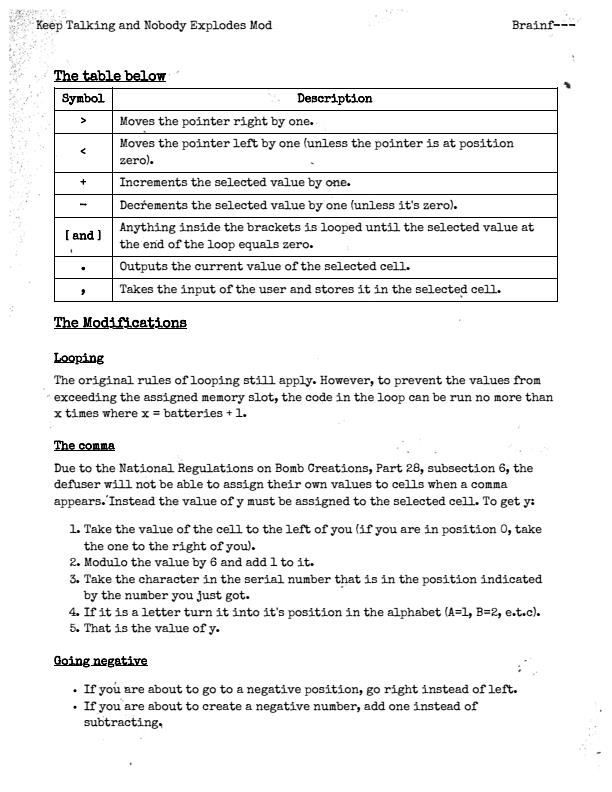 Keep Talking and Nobody Explodes Mod
Brainf---
The table below
Symbol Description
> Moves the pointer right by one.
< Moves the pointer left by one (unless the pointer is at position
zero).
+ Increments the selected value by one.
- Decrements the selected value by one (unless it's zero).
[ and ] Anything inside the brackets is looped until the selected value at
the end of the loop equals zero.
. Outputs the current value of the selected cell.
, Takes the input of the user and stores it in the selected cell.
The Modifications
Looping
The original rules of looping still apply. However, to prevent the values from
exceeding the assigned memory slot, the code in the loop can be run no more than
x times where x = batteries + 1.
The comma
Due to the National Regulations on Bomb Creations, Part 28, subsection 6, the
defuser will not be able to assign their own values to cells when a comma
appears. Instead the value of y must be assigned to the selected cell. To get y:
1. Take the value of the cell to the left of you (if you are in position 0, take
the one to the right of you).
2. Modulo the value by 6 and add 1 to it.
3. Take the character in the serial number that is in the position indicated
by the number you just got.
4. If it is a letter turn it into it's position in the alphabet (A=1, B=2, e.t.c).
5. That is the value of y.
Going negative
• If you are about to go to a negative position, go right instead of left.
• If you are about to create a negative number, add one instead of
subtracting.